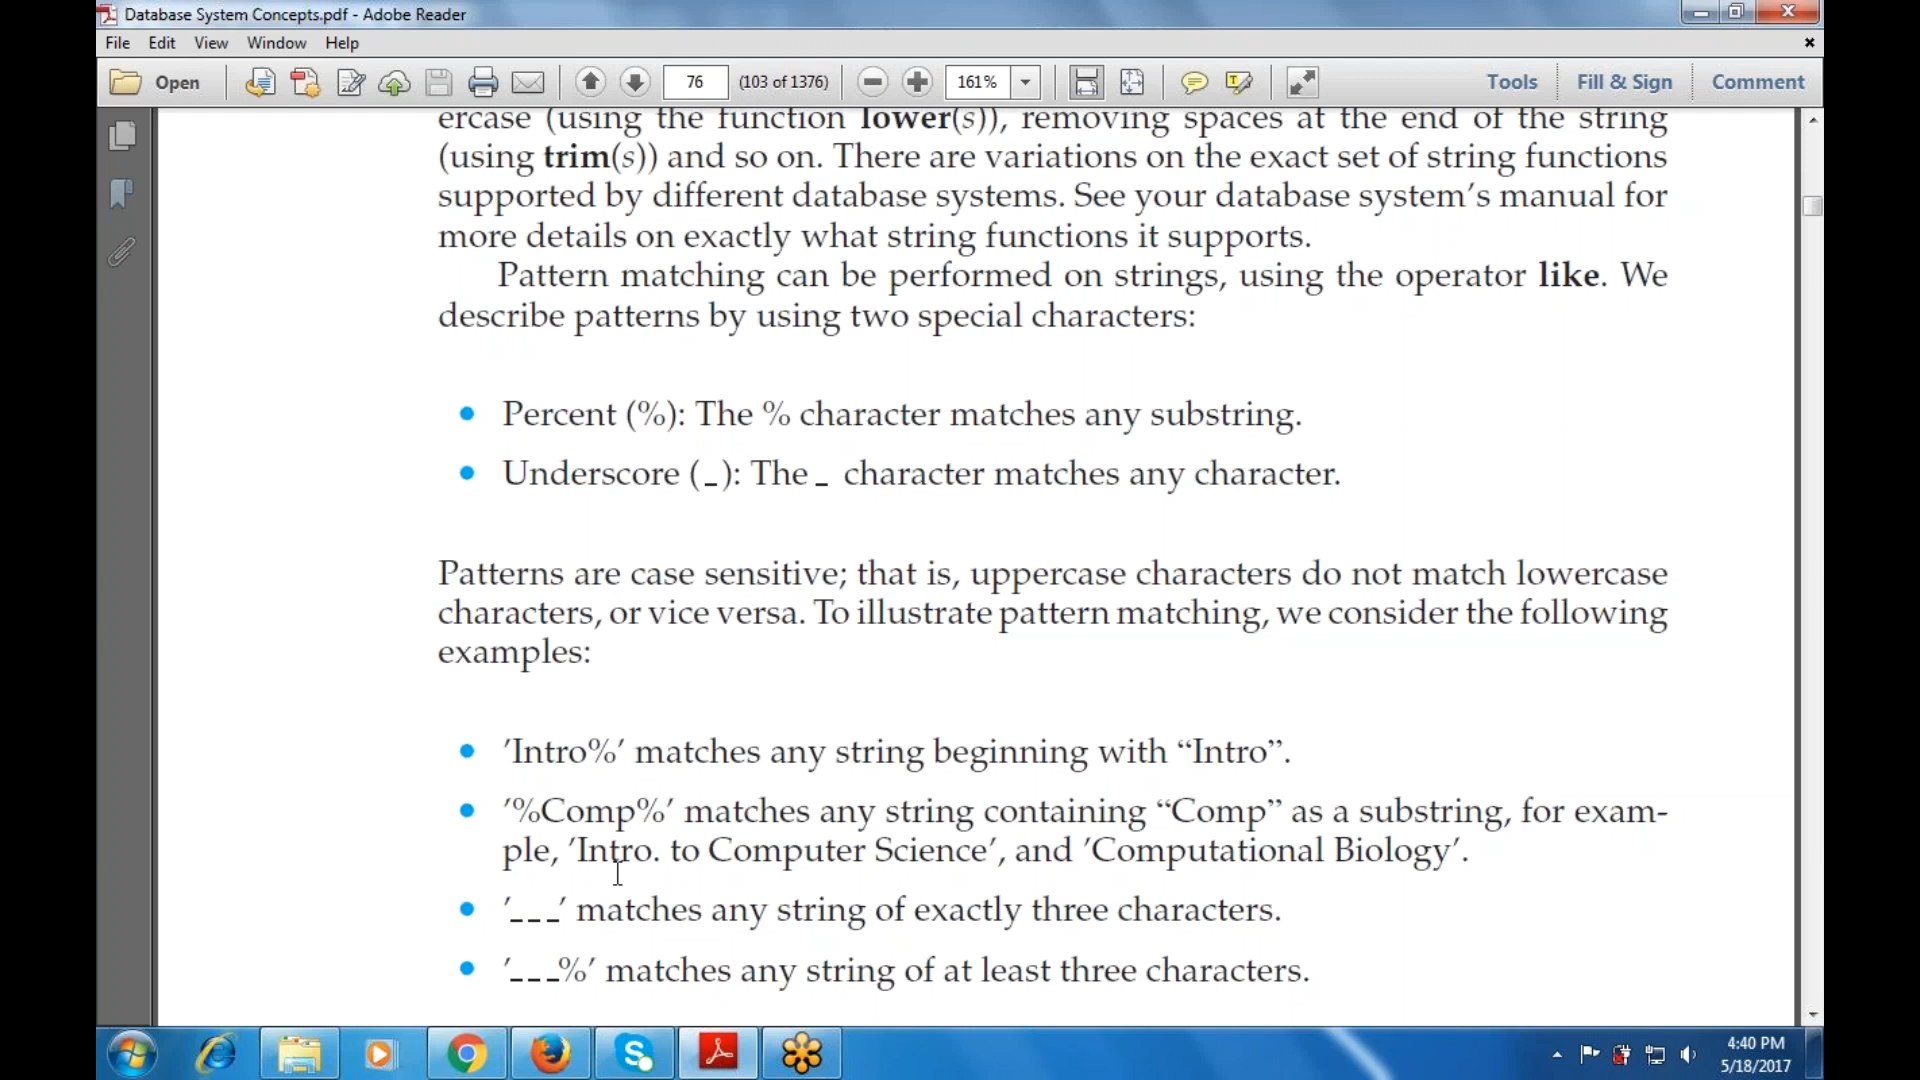 Database System Concepts.pdf - Adobe Reader
File Edit View Window Help
Open 76 (103 of 1376) 161% Tools Fill & Sign Comment
ercase (using the function lower(s)), removing spaces at the end of the string
(using trim(s)) and so on. There are variations on the exact set of string functions
supported by different database systems. See your database system’s manual for
more details on exactly what string functions it supports.
Pattern matching can be performed on strings, using the operator like. We
describe patterns by using two special characters:
• Percent (%): The % character matches any substring.
• Underscore (_): The _ character matches any character.
Patterns are case sensitive; that is, uppercase characters do not match lowercase
characters, or vice versa. To illustrate pattern matching, we consider the following
examples:
• ’Intro%’ matches any string beginning with “Intro”.
• ’%Comp%’ matches any string containing “Comp” as a substring, for exam-
ple, ’Intro. to Computer Science’, and ’Computational Biology’.
• ’_ _ _’ matches any string of exactly three characters.
• ’_ _ _%’ matches any string of at least three characters.
4:40 PM
5/18/2017